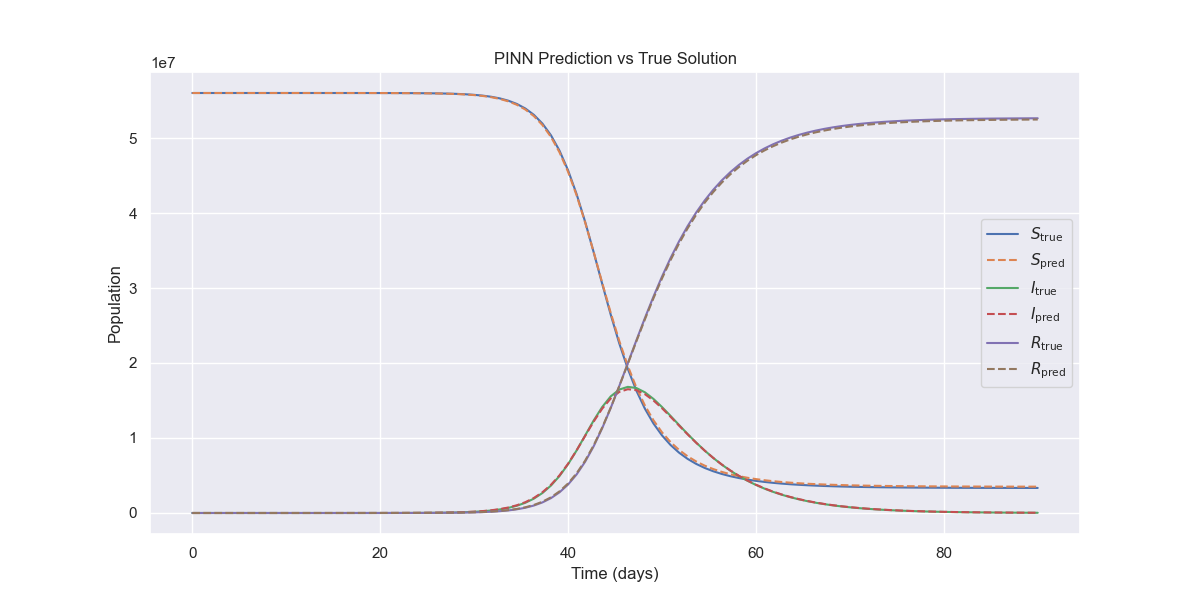 PINN Prediction vs True Solution
1e7
5
4
3
2
1
0
Population
0 20 40 60 80
Time (days)
S_true
S_pred
I_true
I_pred
R_true
R_pred